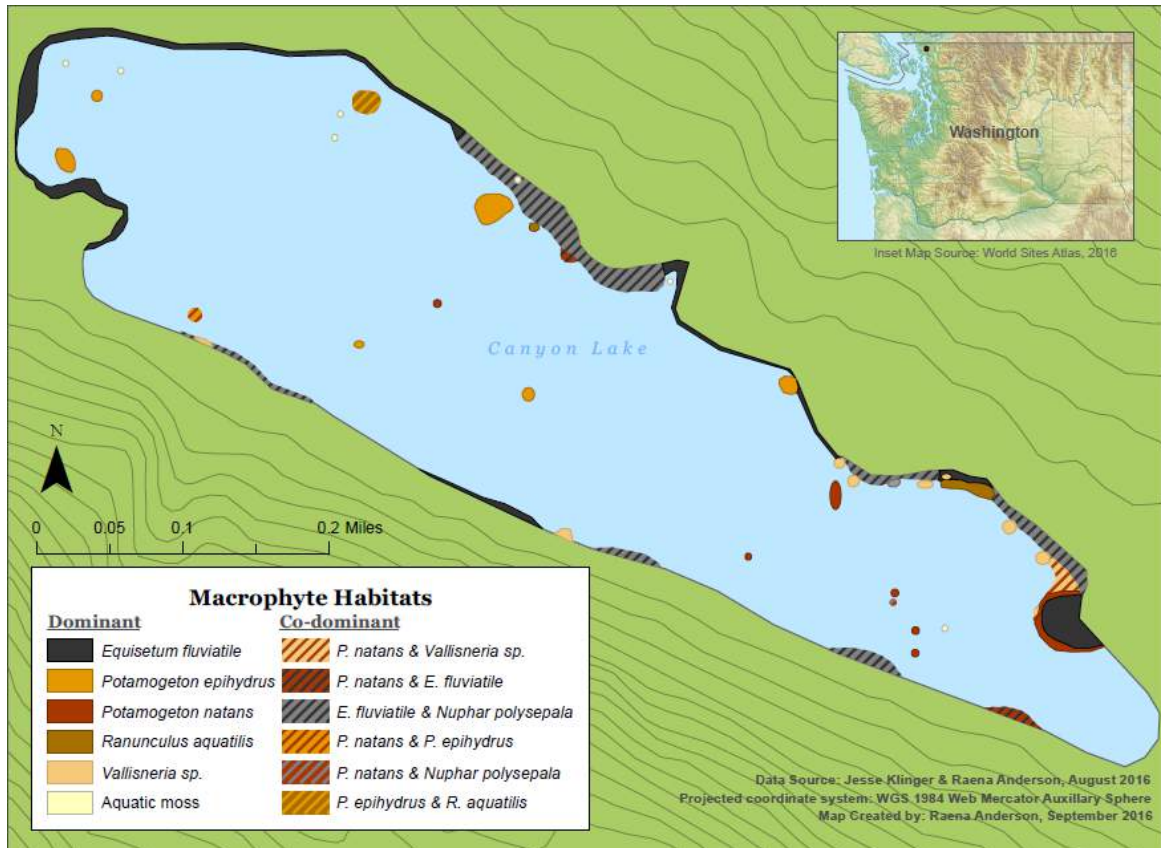 Washington
Inset Map Source: World Sites Atlas, 2016
Canyon Lake
N
0 0.05 0.1 0.2 Miles
Macrophyte Habitats
Dominant
Equisetum fluviatile
Potamogeton epihydrus
Potamogeton natans
Ranunculus aquatilis
Vallisneria sp.
Aquatic moss
Co-dominant
P. natans & Vallisneria sp.
P. natans & E. fluviatile
E. fluviatile & Nuphar polysepala
P. natans & P. epihydrus
P. natans & Nuphar polysepala
P. epihydrus & R. aquatilis
Data Source: Jesse Klinger & Raena Anderson, August 2016
Projected coordinate system: WGS 1984 Web Mercator Auxillary Sphere
Map Created by: Raena Anderson, September 2016